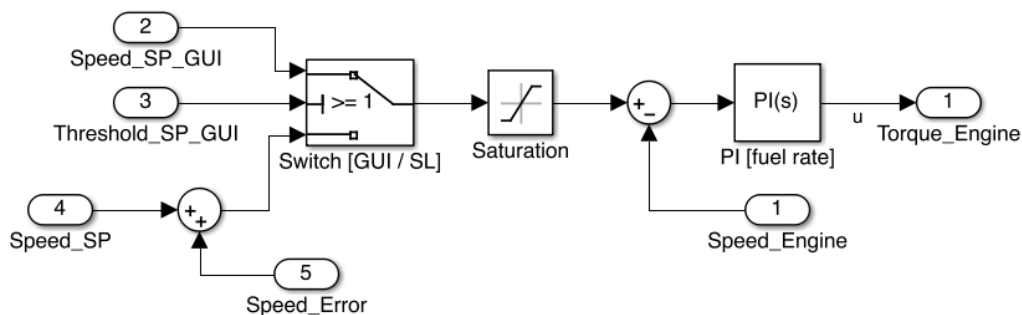 2
Speed_SP_GUI
3
Threshold_SP_GUI
>= 1
Switch [GUI / SL]
4
Speed_SP
+
+
5
Speed_Error
Saturation
+
−
PI(s)
PI [fuel rate]
u
1
Torque_Engine
1
Speed_Engine